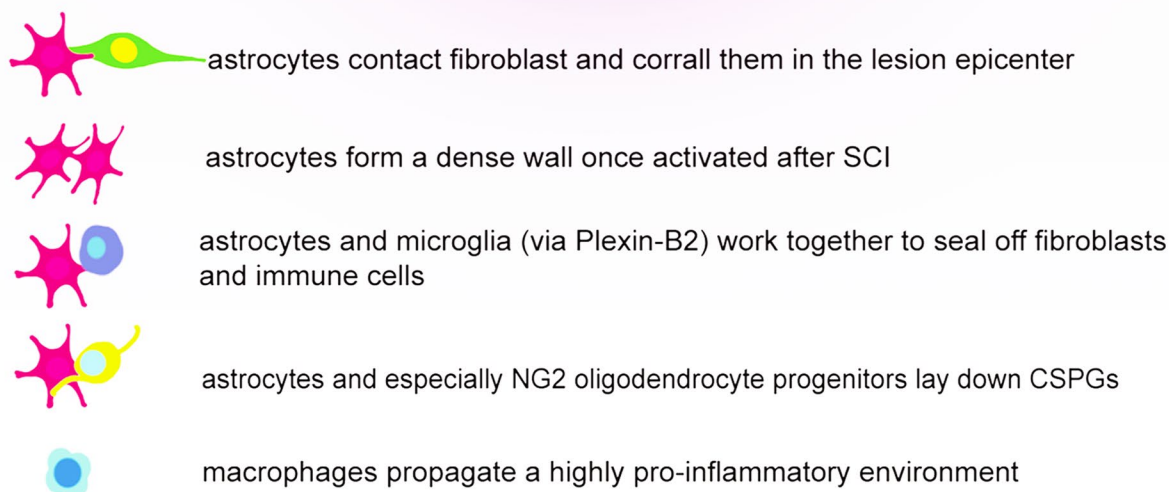 astrocytes contact fibroblast and corrall them in the lesion epicenter
astrocytes form a dense wall once activated after SCI
astrocytes and microglia (via Plexin-B2) work together to seal off fibroblasts
and immune cells
astrocytes and especially NG2 oligodendrocyte progenitors lay down CSPGs
macrophages propagate a highly pro-inflammatory environment